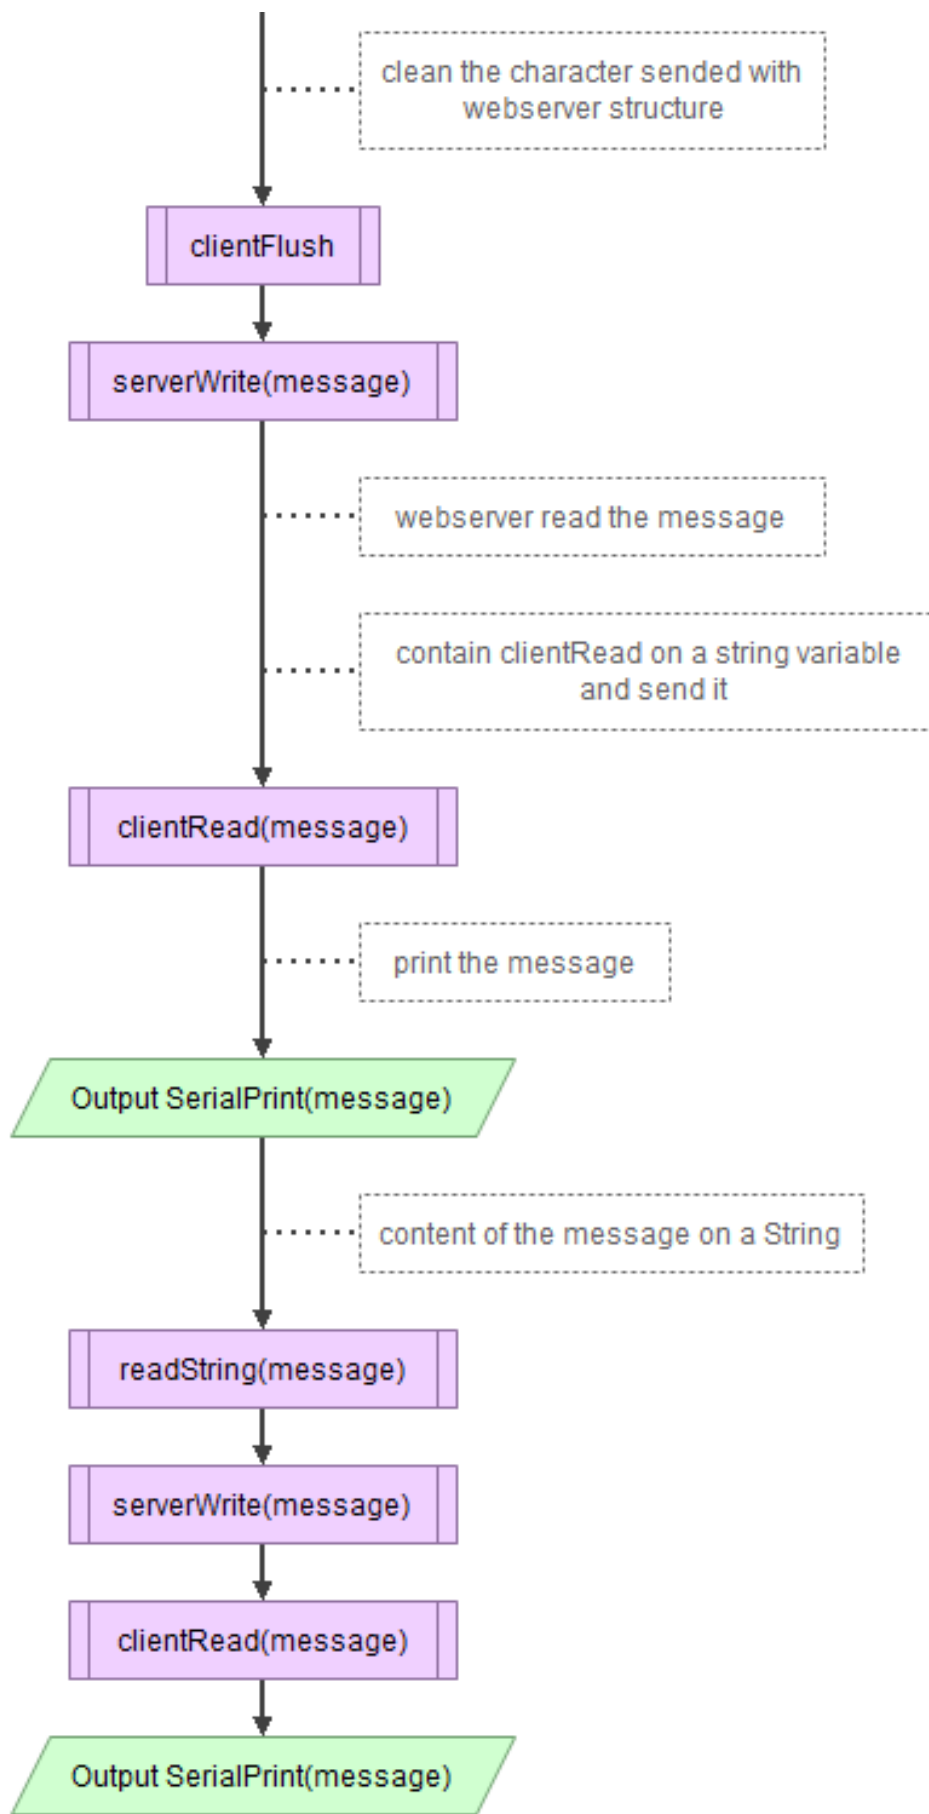 clean the character sended with
webserver structure
clientFlush
serverWrite(message)
webserver read the message
contain clientRead on a string variable
and send it
clientRead(message)
print the message
Output SerialPrint(message)
content of the message on a String
readString(message)
serverWrite(message)
clientRead(message)
Output SerialPrint(message)